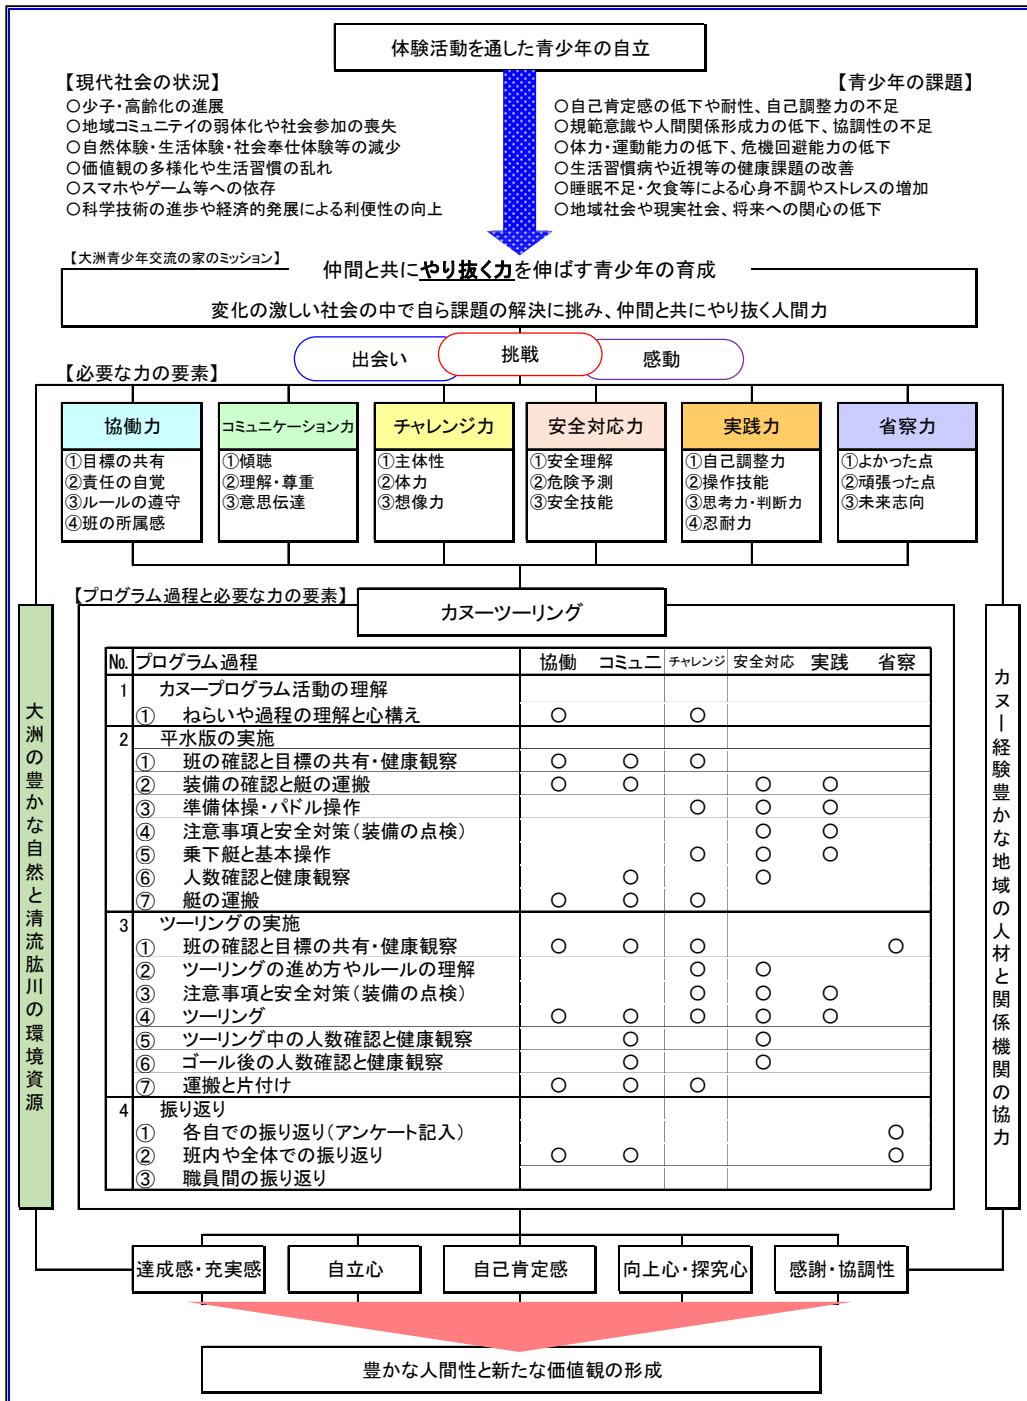 体験活動を通した青少年の自立
【現代社会の状況】
○少子・高齢化の進展
○地域コミュニテイの弱体化や社会参加の喪失
○自然体験・生活体験・社会奉仕体験等の減少
○価値観の多様化や生活習慣の乱れ
○スマホやゲーム等への依存
○科学技術の進歩や経済的発展による利便性の向上
【青少年の課題】
○自己肯定感の低下や耐性、自己調整力の不足
○規範意識や人間関係形成力の低下、協調性の不足
○体力・運動能力の低下、危機回避能力の低下
○生活習慣病や近視等の健康課題の改善
○睡眠不足・欠食等による心身不調やストレスの増加
○地域社会や現実社会、将来への関心の低下
【大洲青少年交流の家のミッション】
仲間と共にやり抜く力を伸ばす青少年の育成
変化の激しい社会の中で自ら課題の解決に挑み、仲間と共にやり抜く人間力
出会い
挑戦
感動
【必要な力の要素】
協働力
①目標の共有
②責任の自覚
③ルールの遵守
④班の所属感
コミュニケーション力
①傾聴
②理解・尊重
③意思伝達
チャレンジ力
①主体性
②体力
③想像力
安全対応力
①安全理解
②危険予測
③安全技能
実践力
①自己調整力
②操作技能
③思考力・判断力
④忍耐力
省察力
①よかった点
②頑張った点
③未来志向
大洲の豊かな自然と清流肱川の環境資源
【プログラム過程と必要な力の要素】
カヌーツーリング
№ プログラム過程 協働 コミュニ チャレンジ 安全対応 実践 省察
1 カヌープログラム活動の理解
① ねらいや過程の理解と心構え ○ ○
2 平水版の実施
① 班の確認と目標の共有・健康観察 ○ ○ ○
② 装備の確認と艇の運搬 ○ ○ ○ ○
③ 準備体操・パドル操作 ○ ○ ○
④ 注意事項と安全対策（装備の点検） ○ ○
⑤ 乗下艇と基本操作 ○ ○ ○
⑥ 人数確認と健康観察 ○ ○
⑦ 艇の運搬 ○ ○ ○
3 ツーリングの実施
① 班の確認と目標の共有・健康観察 ○ ○ ○ ○
② ツーリングの進め方やルールの理解 ○ ○
③ 注意事項と安全対策（装備の点検） ○ ○ ○
④ ツーリング ○ ○ ○ ○ ○
⑤ ツーリング中の人数確認と健康観察 ○ ○
⑥ ゴール後の人数確認と健康観察 ○ ○
⑦ 運搬と片付け ○ ○ ○
4 振り返り
① 各自での振り返り（アンケート記入） ○
② 班内や全体での振り返り ○ ○ ○
③ 職員間の振り返り
カヌー経験豊かな地域の人材と関係機関の協力
達成感・充実感
自立心
自己肯定感
向上心・探究心
感謝・協調性
豊かな人間性と新たな価値観の形成